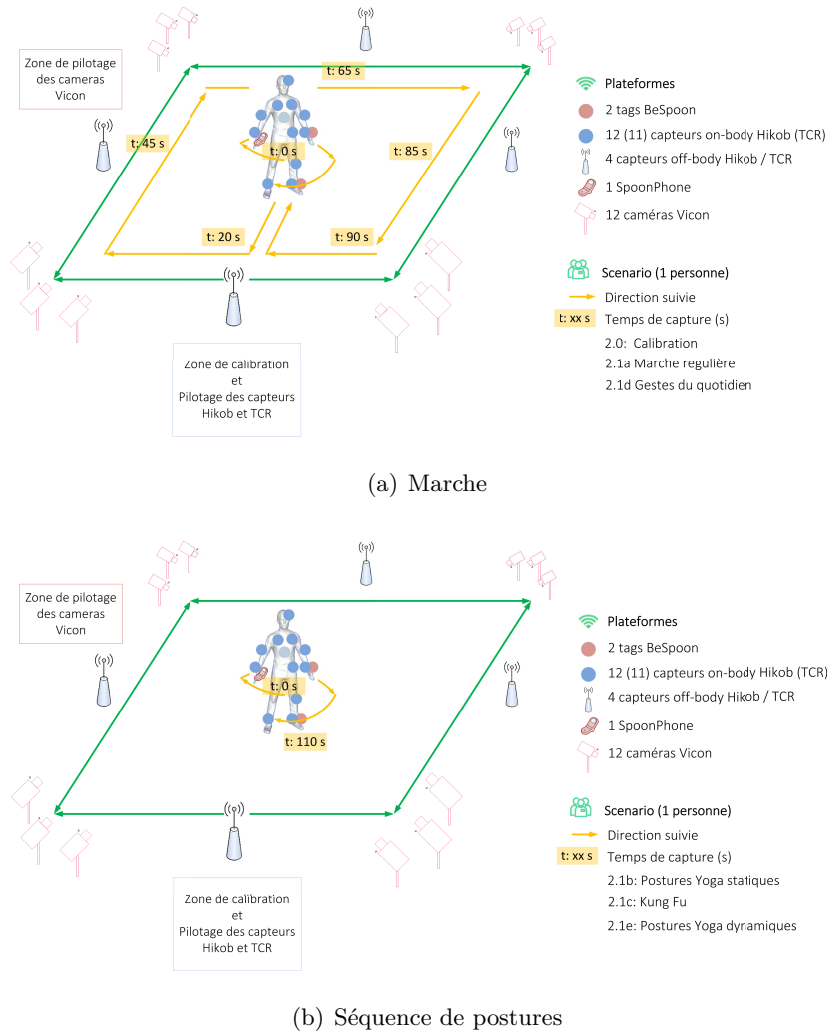 Zone de pilotage
des cameras
Vicon
t: 65 s
t: 45 s
t: 0 s
t: 85 s
t: 20 s
t: 90 s
Zone de calibration
et
Pilotage des capteurs
Hikob et TCR
Plateformes
2 tags BeSpoon
12 (11) capteurs on-body Hikob (TCR)
4 capteurs off-body Hikob / TCR
1 SpoonPhone
12 caméras Vicon
Scenario (1 personne)
Direction suivie
t: xx s Temps de capture (s)
2.0: Calibration
2.1a Marche régulière
2.1d Gestes du quotidien
(a) Marche
Zone de pilotage
des cameras
Vicon
t: 0 s
t: 110 s
Zone de calibration
et
Pilotage des capteurs
Hikob et TCR
Plateformes
2 tags BeSpoon
12 (11) capteurs on-body Hikob (TCR)
4 capteurs off-body Hikob / TCR
1 SpoonPhone
12 caméras Vicon
Scenario (1 personne)
Direction suivie
t: xx s Temps de capture (s)
2.1b: Postures Yoga statiques
2.1c: Kung Fu
2.1e: Postures Yoga dynamiques
(b) Séquence de postures